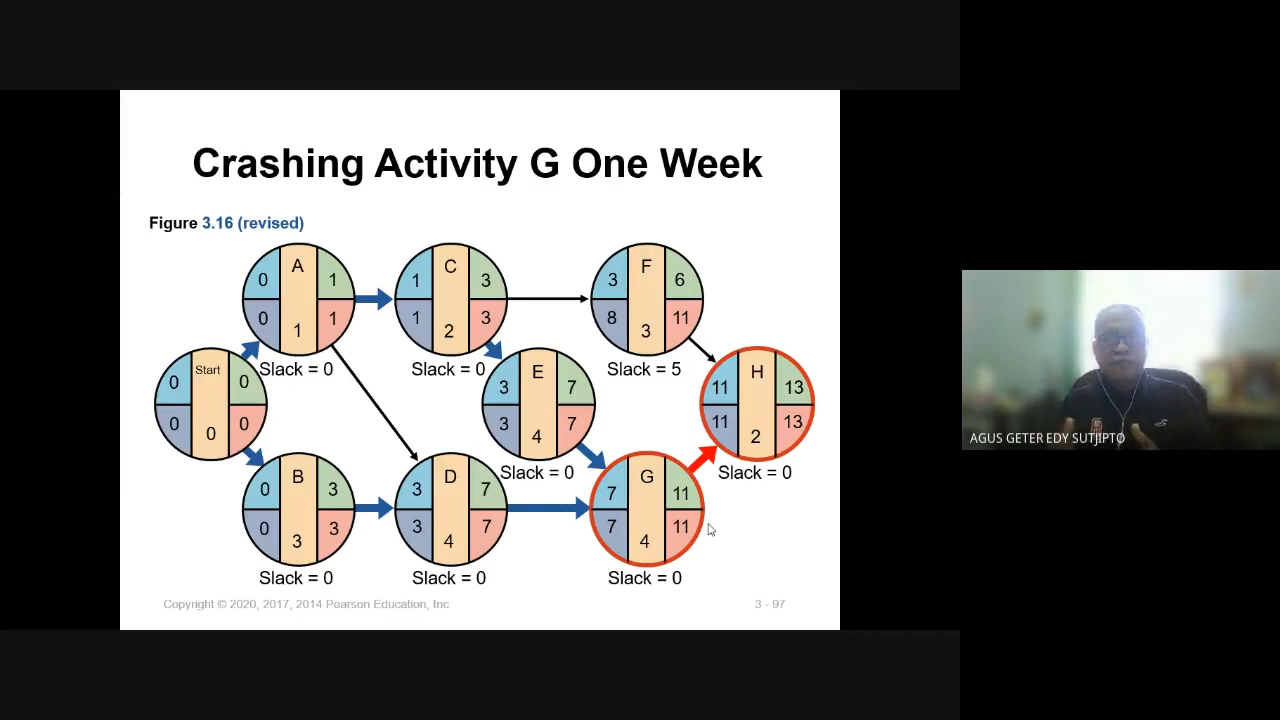 Crashing Activity G One Week
Figure 3.16 (revised)
0 A 1
0 1 1
Slack = 0
1 C 3
1 2 3
Slack = 0
3 F 6
8 3 11
Slack = 5
0 Start 0
0 0 0
3 E 7
3 4 7
Slack = 0
11 H 13
11 2 13
Slack = 0
0 B 3
0 3 3
Slack = 0
3 D 7
3 4 7
Slack = 0
7 G 11
7 4 11
Slack = 0
Copyright © 2020, 2017, 2014 Pearson Education, Inc.
3 - 97
AGUS GETER EDY SUTJIPTO